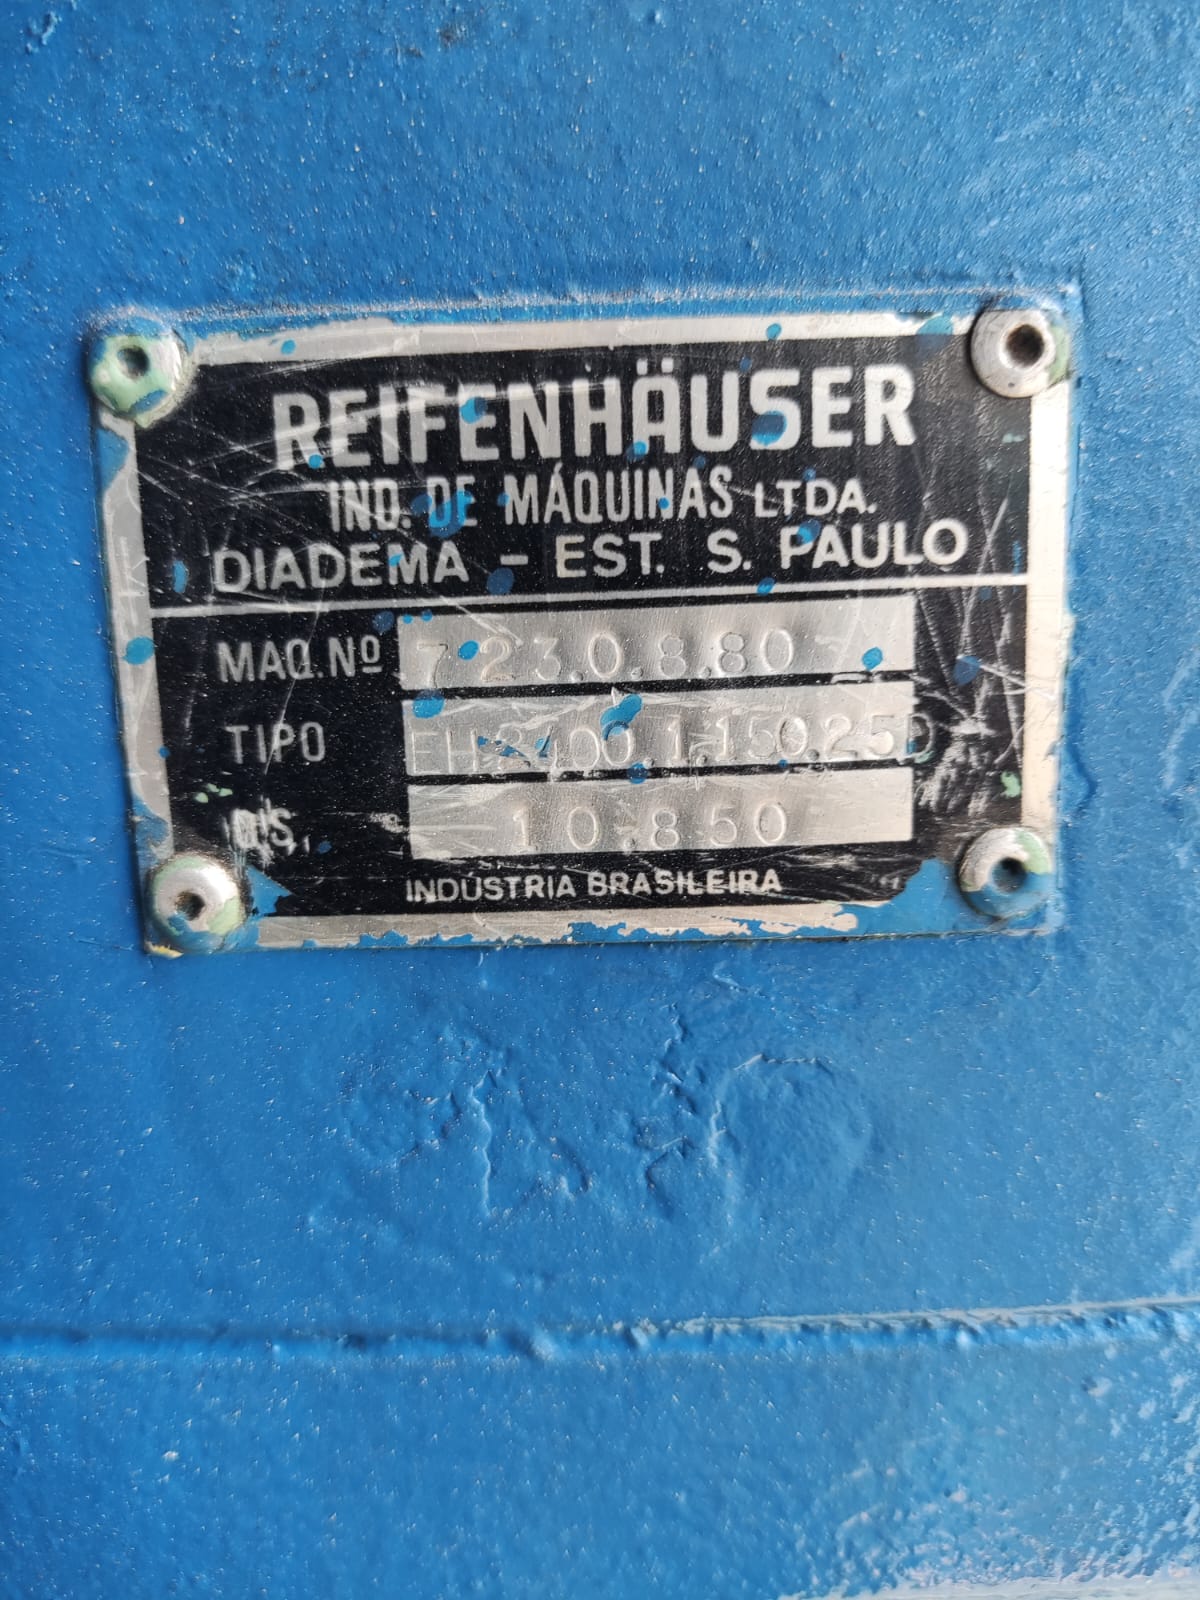 REIFENHÄUSER
IND. DE MÁQUINAS LTDA.
DIADEMA - EST. S. PAULO
MAQ. Nº 7 23.0.8.80
TIPO
O.S. 10.850
INDÚSTRIA BRASILEIRA